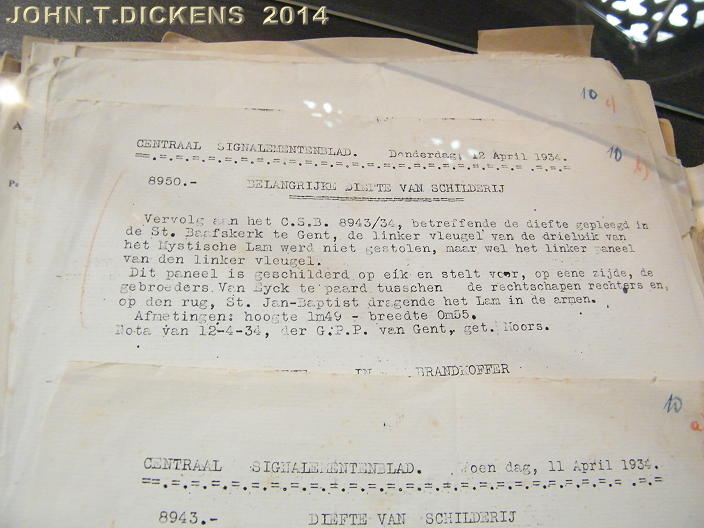 JOHN.T.DICKENS 2014
10
CENTRAAL SIGNALEMENTENBLAD. Donderdag, 12 April 1934.
10
8950.- BELANGRIJKE DIEFTE VAN SCHILDERIJ
Vervolg aan het C.S.B. 8943/34, betreffende de diefte gepleegd in
de St. Baafskerk te Gent, de linker vleugel van de drieluik van
het Mystische Lam werd niet gestolen, maar wel het linker paneel
van den linker vleugel.
Dit paneel is geschilderd op eik en stelt voor, op eene zijde, de
gebroeders Van Eyck te paard tusschen de rechtschapen rechters en,
op den rug, St. Jan-Baptist dragende het Lam in de armen.
Afmetingen: hoogte 1m49 - breedte 0m55.
Nota van 12-4-34, der G.P.P. van Gent, get. Noors.
IN BRANDKOFFER
10
CENTRAAL SIGNALEMENTENBLAD. Woen dag, 11 April 1934.
8943.- DIEFTE VAN SCHILDERIJ